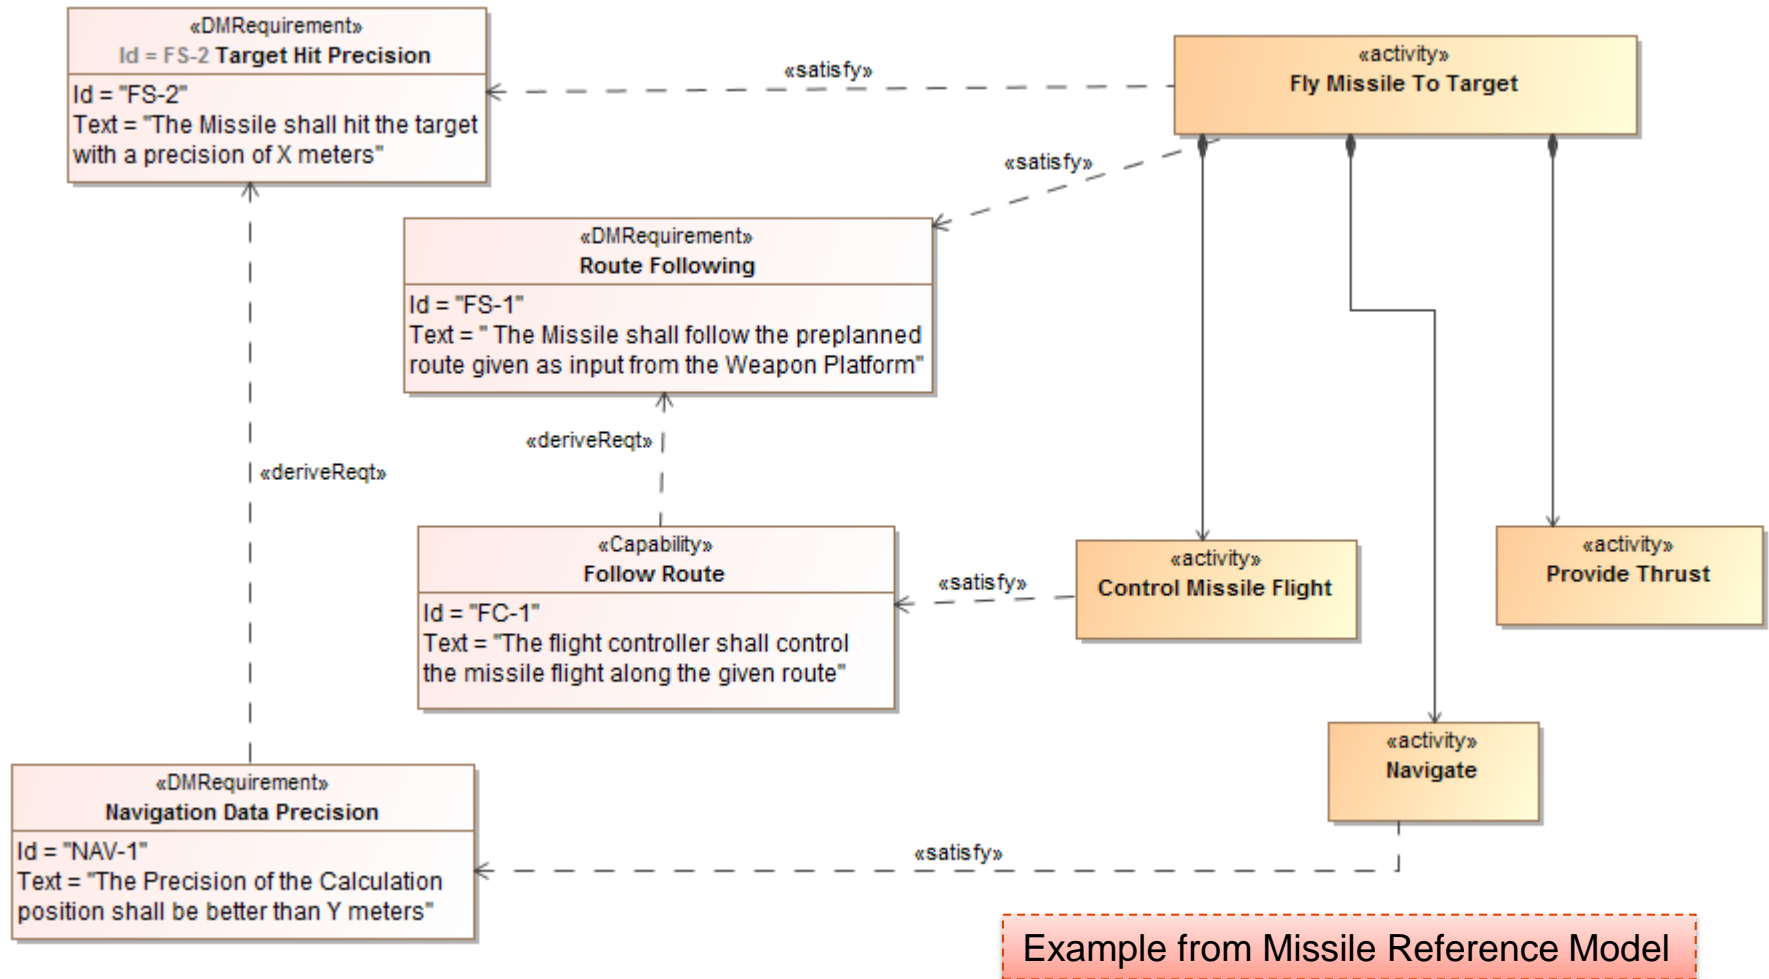 «DMRequirement»
Id = FS-2 Target Hit Precision
Id = "FS-2"
Text = "The Missile shall hit the target
with a precision of X meters"
«satisfy»
«activity»
Fly Missile To Target
«satisfy»
«DMRequirement»
Route Following
Id = "FS-1"
Text = " The Missile shall follow the preplanned
route given as input from the Weapon Platform"
«deriveReqt»
«deriveReqt»
«Capability»
Follow Route
Id = "FC-1"
Text = "The flight controller shall control
the missile flight along the given route"
«satisfy»
«activity»
Control Missile Flight
«activity»
Provide Thrust
«activity»
Navigate
«DMRequirement»
Navigation Data Precision
Id = "NAV-1"
Text = "The Precision of the Calculation
position shall be better than Y meters"
«satisfy»
Example from Missile Reference Model